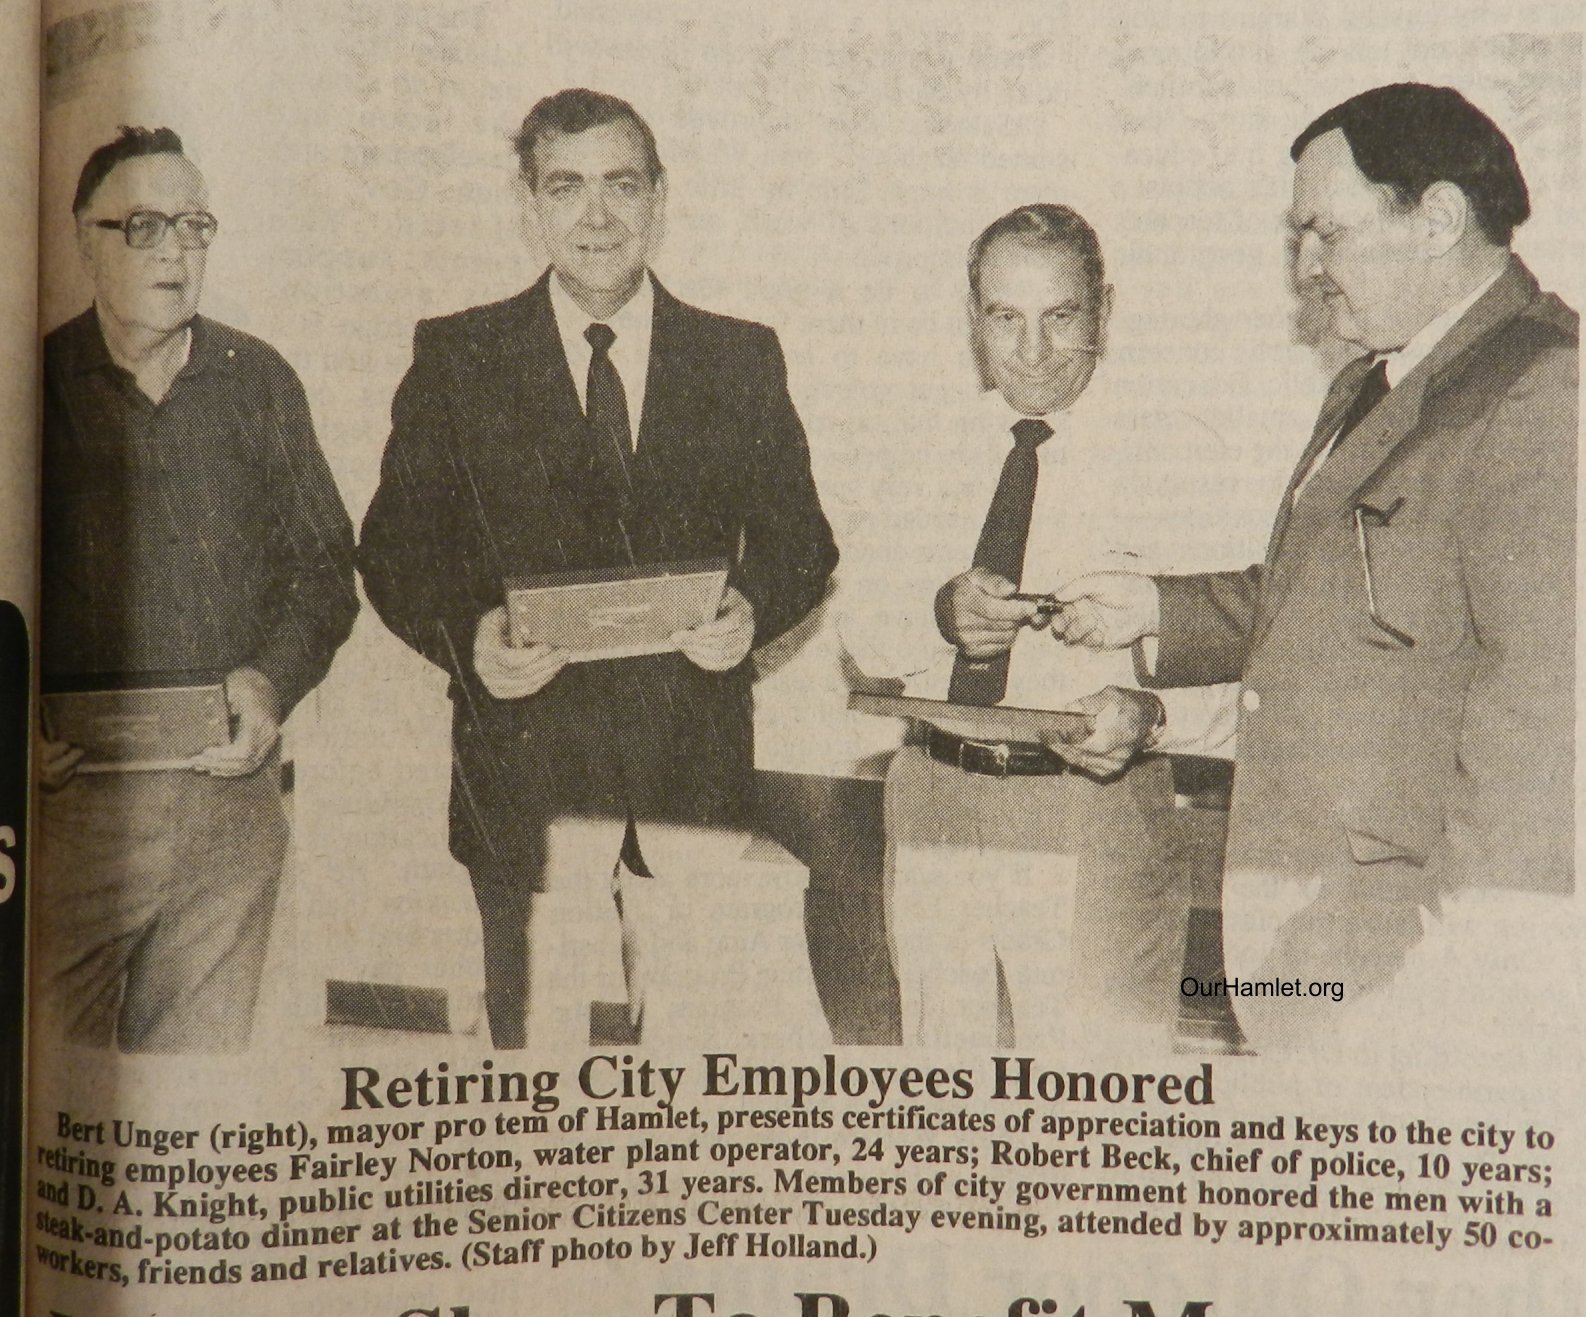 S
OurHamlet.org
Retiring City Employees Honored
Bert Unger (right), mayor pro tem of Hamlet, presents certificates of appreciation and keys to the city to
retiring employees Fairley Norton, water plant operator, 24 years; Robert Beck, chief of police, 10 years;
and D. A. Knight, public utilities director, 31 years. Members of city government honored the men with a
steak-and-potato dinner at the Senior Citizens Center Tuesday evening, attended by approximately 50 co-
workers, friends and relatives. (Staff photo by Jeff Holland.)
To Benefit